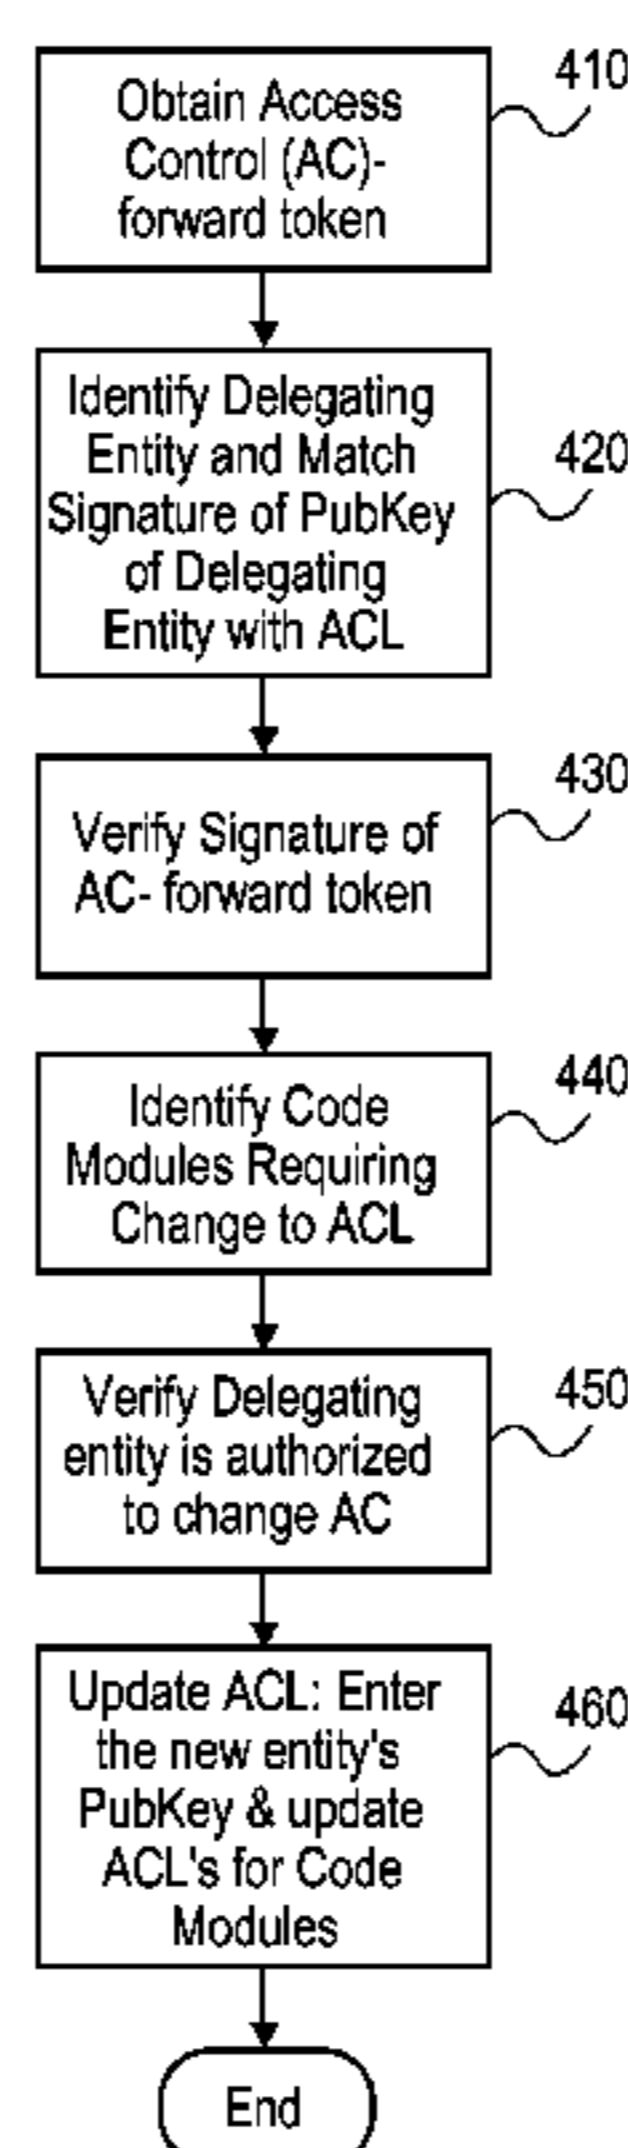 410
Obtain Access
Control (AC)-
forward token
420
Identify Delegating
Entity and Match
Signature of PubKey
of Delegating
Entity with ACL
430
Verify Signature of
AC- forward token
440
Identify Code
Modules Requiring
Change to ACL
450
Verify Delegating
entity is authorized
to change AC
460
Update ACL: Enter
the new entity's
PubKey & update
ACL's for Code
Modules
End